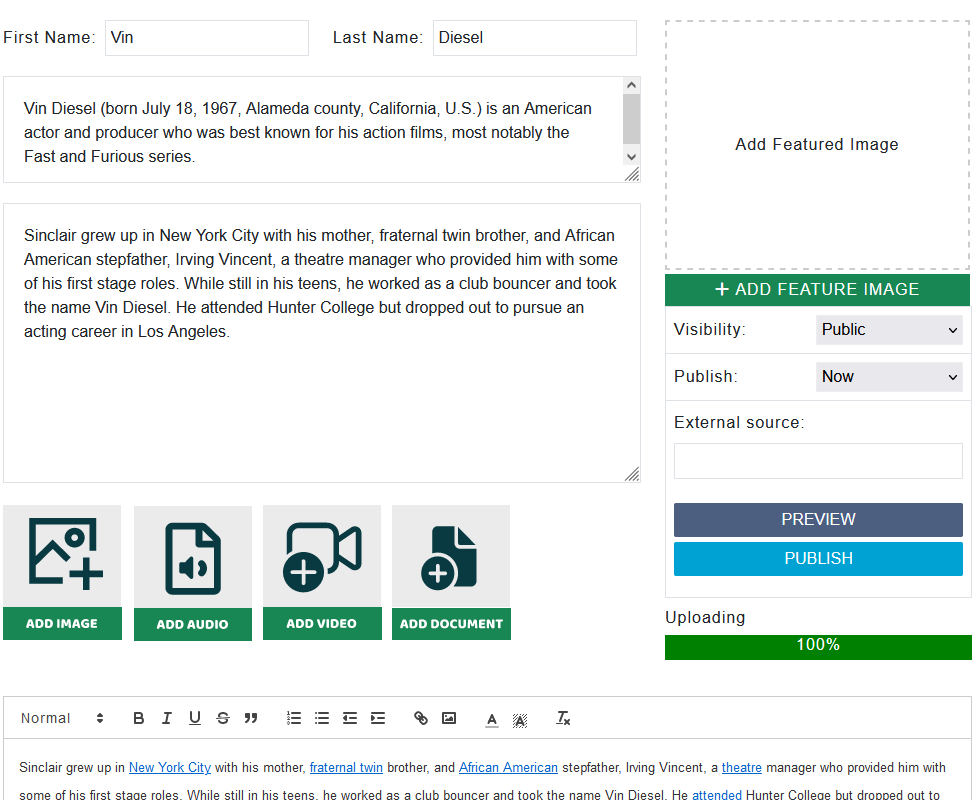 First Name: Vin Last Name: Diesel
Vin Diesel (born July 18, 1967, Alameda county, California, U.S.) is an American
actor and producer who was best known for his action films, most notably the
Fast and Furious series.
Sinclair grew up in New York City with his mother, fraternal twin brother, and African
American stepfather, Irving Vincent, a theatre manager who provided him with some
of his first stage roles. While still in his teens, he worked as a club bouncer and took
the name Vin Diesel. He attended Hunter College but dropped out to pursue an
acting career in Los Angeles.
ADD IMAGE ADD AUDIO ADD VIDEO ADD DOCUMENT
Add Featured Image
+ ADD FEATURE IMAGE
Visibility: Public
Publish: Now
External source:
PREVIEW
PUBLISH
Uploading
100%
Normal B I U S
Sinclair grew up in New York City with his mother, fraternal twin brother, and African American stepfather, Irving Vincent, a theatre manager who provided him with
some of his first stage roles. While still in his teens, he worked as a club bouncer and took the name Vin Diesel. He attended Hunter College but dropped out to